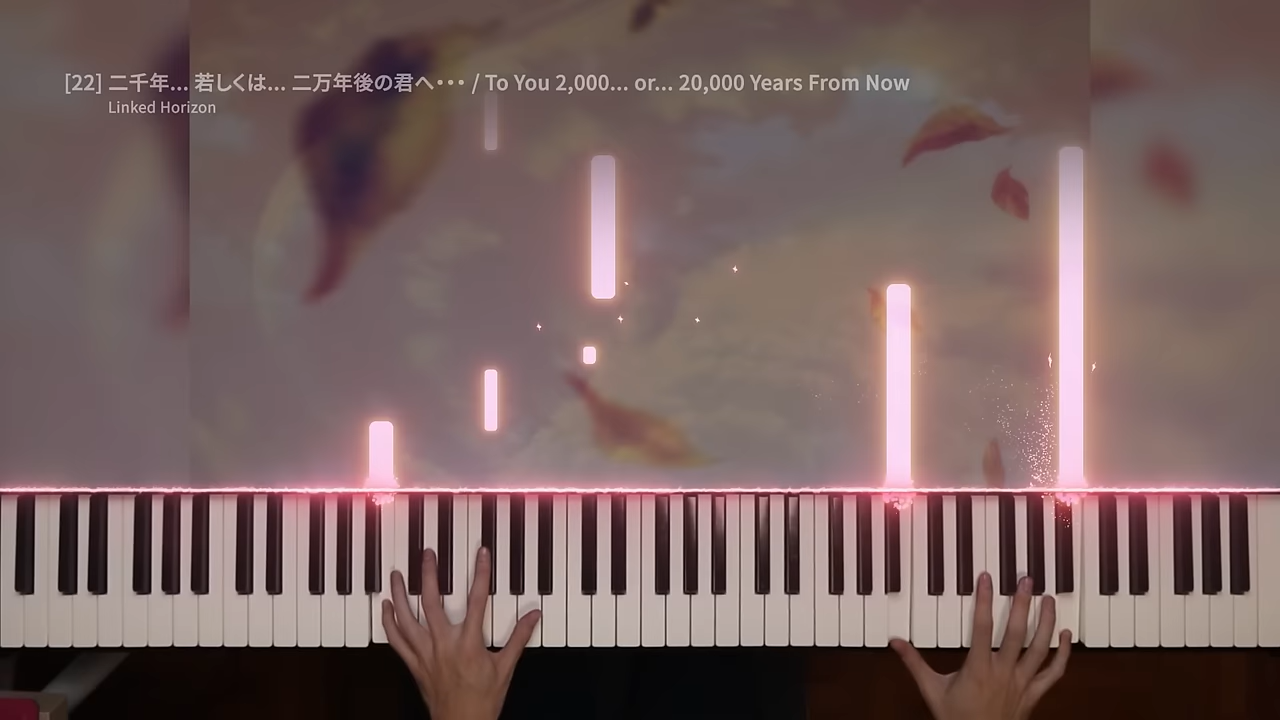 [22] 二千年... 若しくは... 二万年後の君へ・・・ / To You 2,000... or... 20,000 Years From Now
Linked Horizon